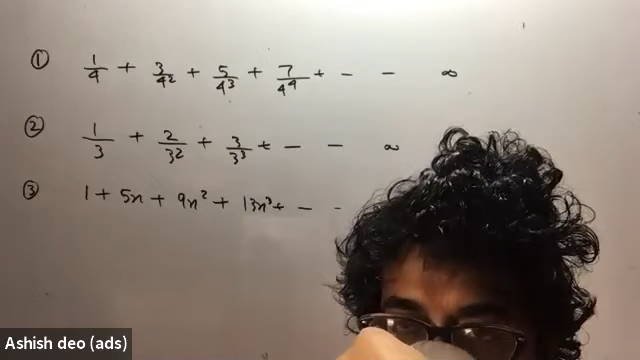 ① 1/4 + 3/4² + 5/4³ + 7/4⁴ + - - ∞
② 1/3 + 2/3² + 3/3³ + - - ∞
③ 1 + 5x + 9x² + 13x³ + - -
Ashish deo (ads)